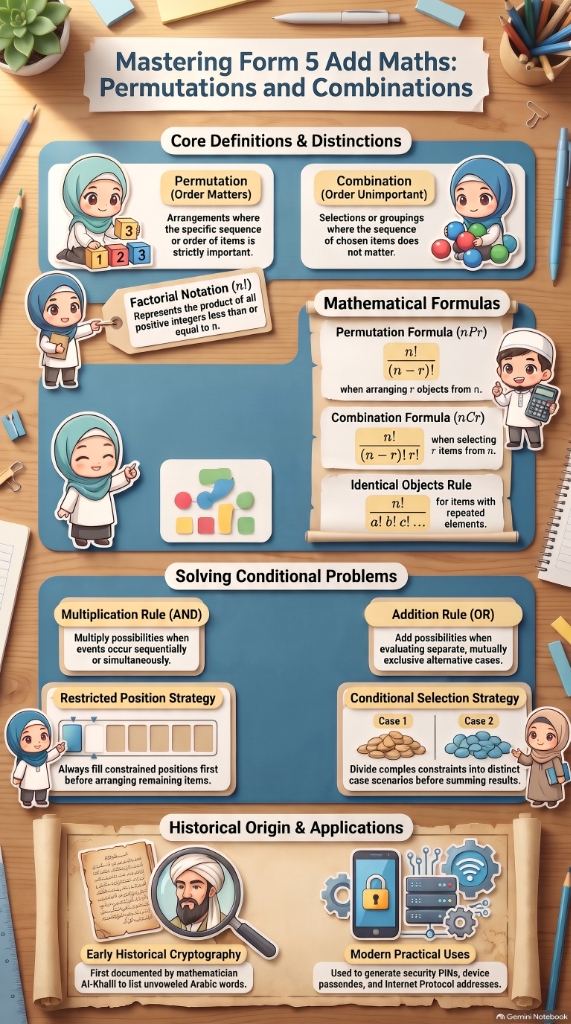 Mastering Form 5 Add Maths:
Permutations and Combinations
Core Definitions & Distinctions
Permutation
(Order Matters)
Arrangements where
the specific sequence
or order of items is
strictly important.
3
1 2 3
Combination
(Order Unimportant)
Selections or groupings
where the sequence
of chosen items does
not matter.
Factorial Notation (n!)
Represents the product of all
positive integers less than or
equal to n.
Mathematical Formulas
Permutation Formula (nPr)
n!
(n − r)!
when arranging r objects from n.
Combination Formula (nCr)
n!
(n − r)! r!
when selecting
r items from n.
Identical Objects Rule
n!
a! b! c! ...
for items with
repeated
elements.
Solving Conditional Problems
Multiplication Rule (AND)
Multiply possibilities when
events occur sequentially
or simultaneously.
Addition Rule (OR)
Add possibilities when
evaluating separate, mutually
exclusive alternative cases.
Restricted Position Strategy
Always fill constrained positions first
before arranging remaining items.
Conditional Selection Strategy
Case 1
Case 2
Divide comples constraints into distinct
case scenarios before summing results.
Historical Origin & Applications
Early Historical Cryptography
First documented by mathematician
Al-Khalll to list unvoweled Arabic words.
Modern Practical Uses
Used to generate security PINs, device
passendes, and Internet Protocol addresses.
Gemini Notebook